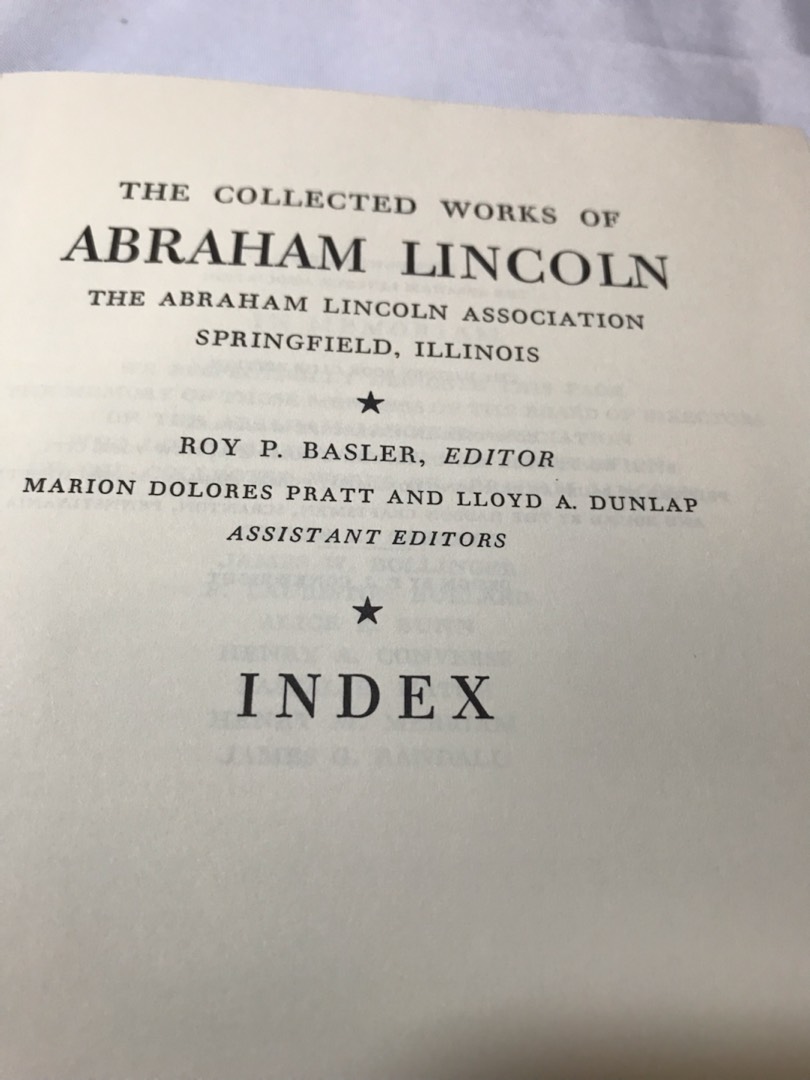 THE COLLECTED WORKS OF
ABRAHAM LINCOLN
THE ABRAHAM LINCOLN ASSOCIATION
SPRINGFIELD, ILLINOIS
★
ROY P. BASLER, EDITOR
MARION DOLORES PRATT AND LLOYD A. DUNLAP
ASSISTANT EDITORS
★
INDEX